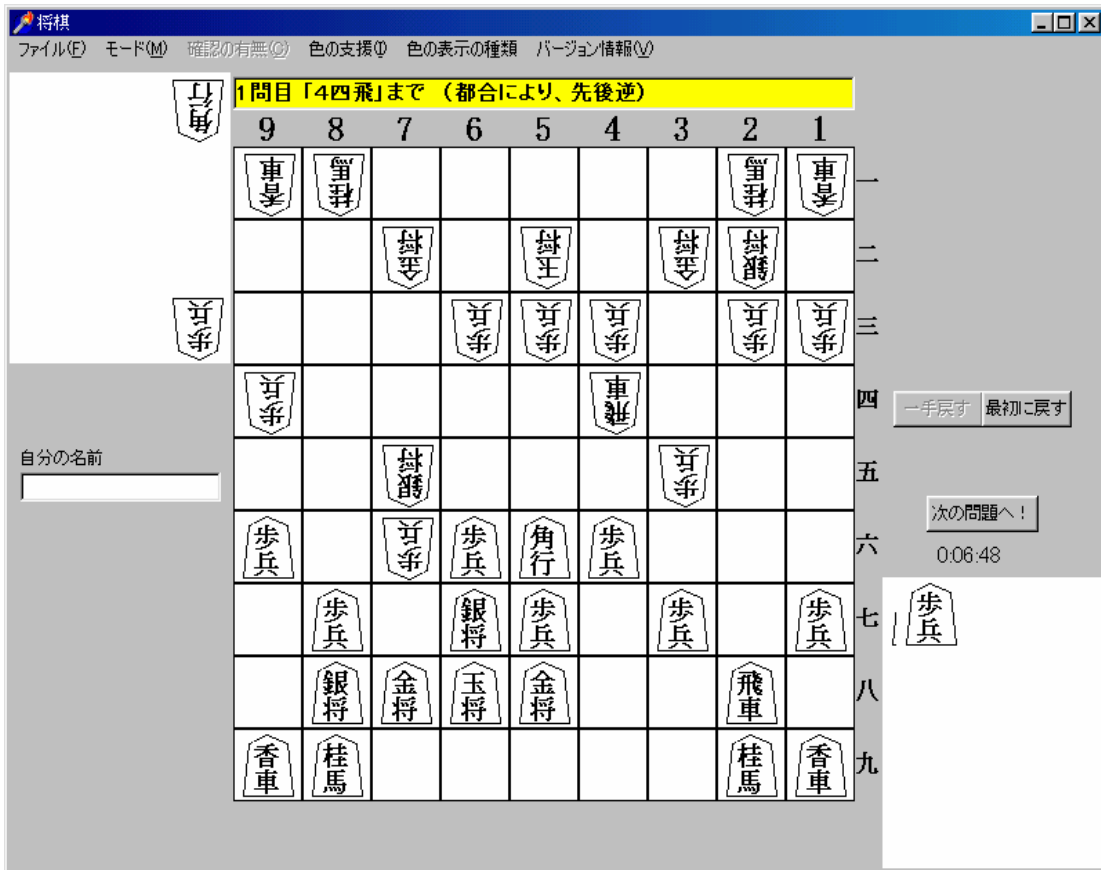 将棋
ファイル(F) モード(M) 確認の有無(C) 色の支援(I) 色の表示の種類 バージョン情報(V)
1問目「4四飛」まで (都合により、先後逆)
9 8 7 6 5 4 3 2 1
角行
香車 桂馬 桂馬 香車 一
金将 王将 金将 銀将 二
歩兵 歩兵 歩兵 歩兵 歩兵 歩兵 三
歩兵 飛車 四
一手戻す 最初に戻す
自分の名前
銀将 歩兵 五
次の問題へ!
歩兵 歩兵 歩兵 角行 歩兵 六
0:06:48
歩兵 銀将 歩兵 歩兵 歩兵 七
歩兵
銀将 金将 玉将 金将 飛車 八
香車 桂馬 桂馬 香車 九